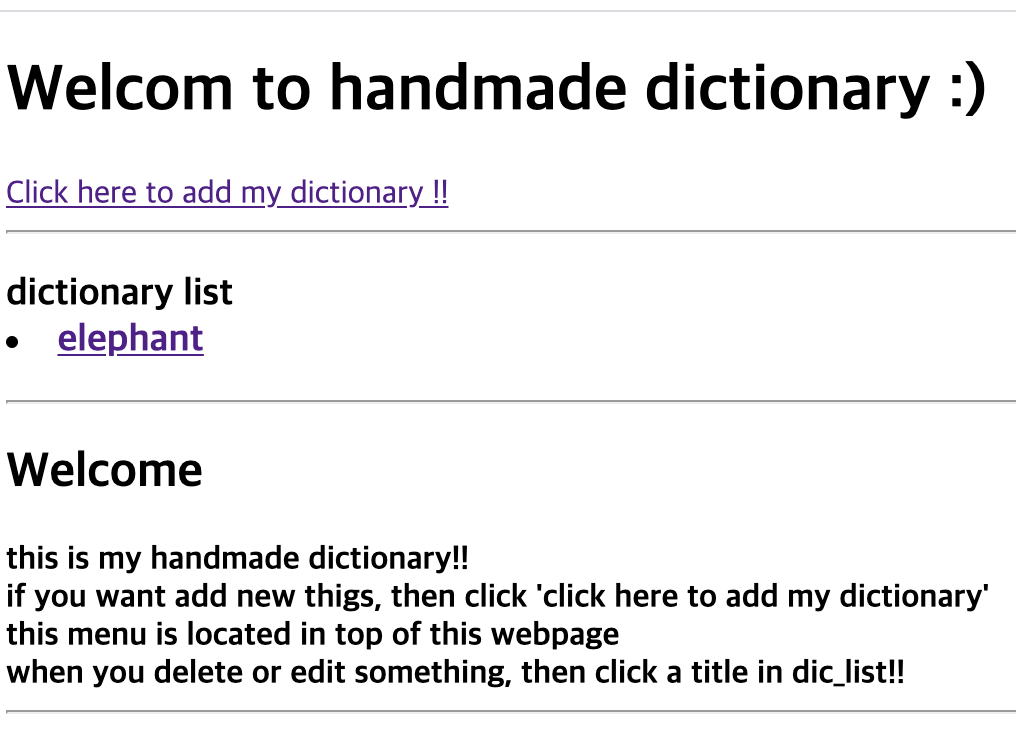 Welcom to handmade dictionary :)
Click here to add my dictionary !!
dictionary list
• elephant
Welcome
this is my handmade dictionary!!
if you want add new thigs, then click 'click here to add my dictionary'
this menu is located in top of this webpage
when you delete or edit something, then click a title in dic_list!!